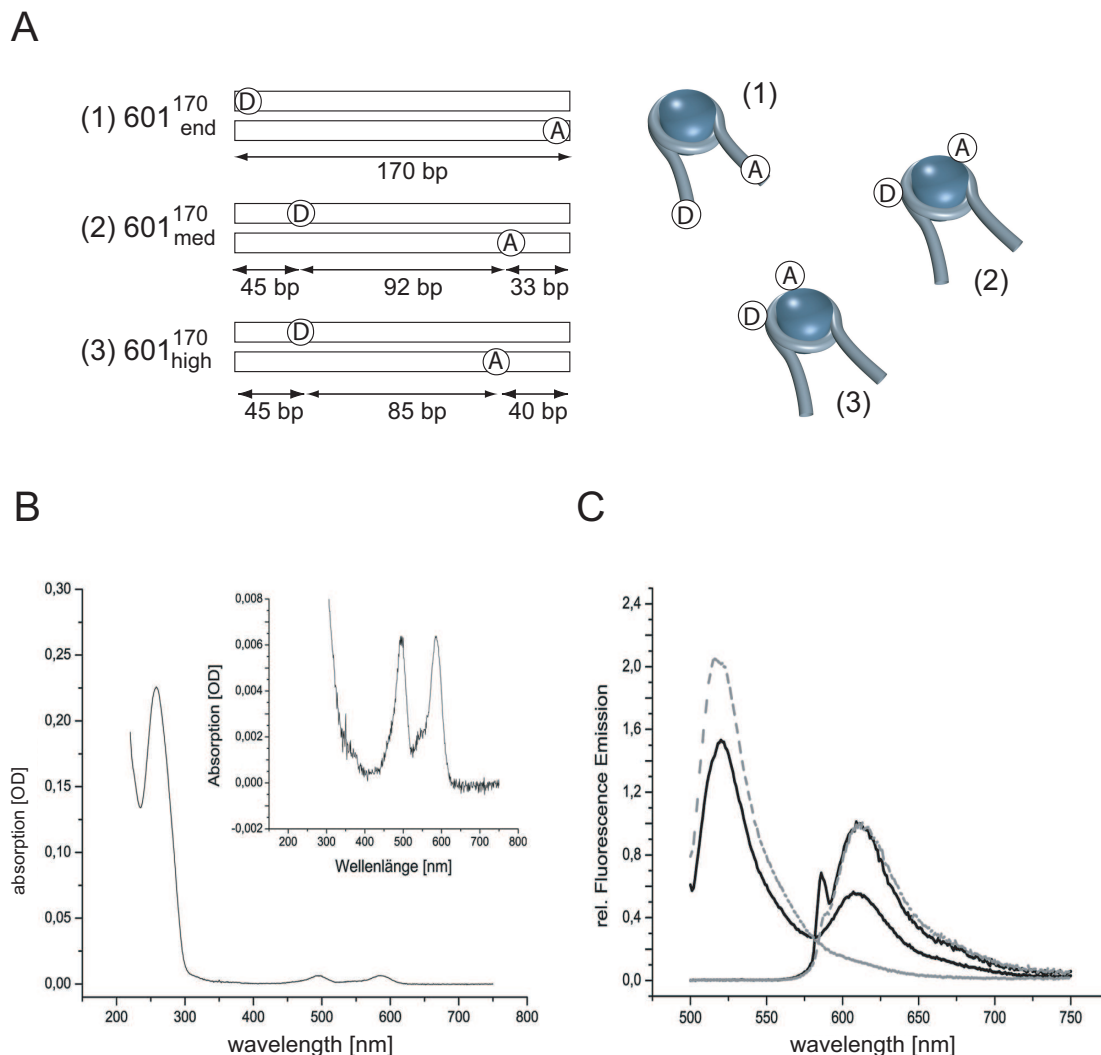 A
(1) 601 170 end
D
A
170 bp
(2) 601 170 med
D
A
45 bp 92 bp 33 bp
(3) 601 170 high
D
A
45 bp 85 bp 40 bp
(1)
A
D
A
D
(2)
A
D
(3)
B
0,30
0,25
0,20
0,15
0,10
0,05
0,00
absorption [OD]
200 300 400 500 600 700 800
wavelength [nm]
0,008
0,006
0,004
0,002
0,000
-0,002
Absorption [OD]
200 300 400 500 600 700 800
Wellenlänge [nm]
C
2,4
2,0
1,6
1,2
0,8
0,4
0,0
rel. Fluorescence Emission
500 550 600 650 700 750
wavelength [nm]